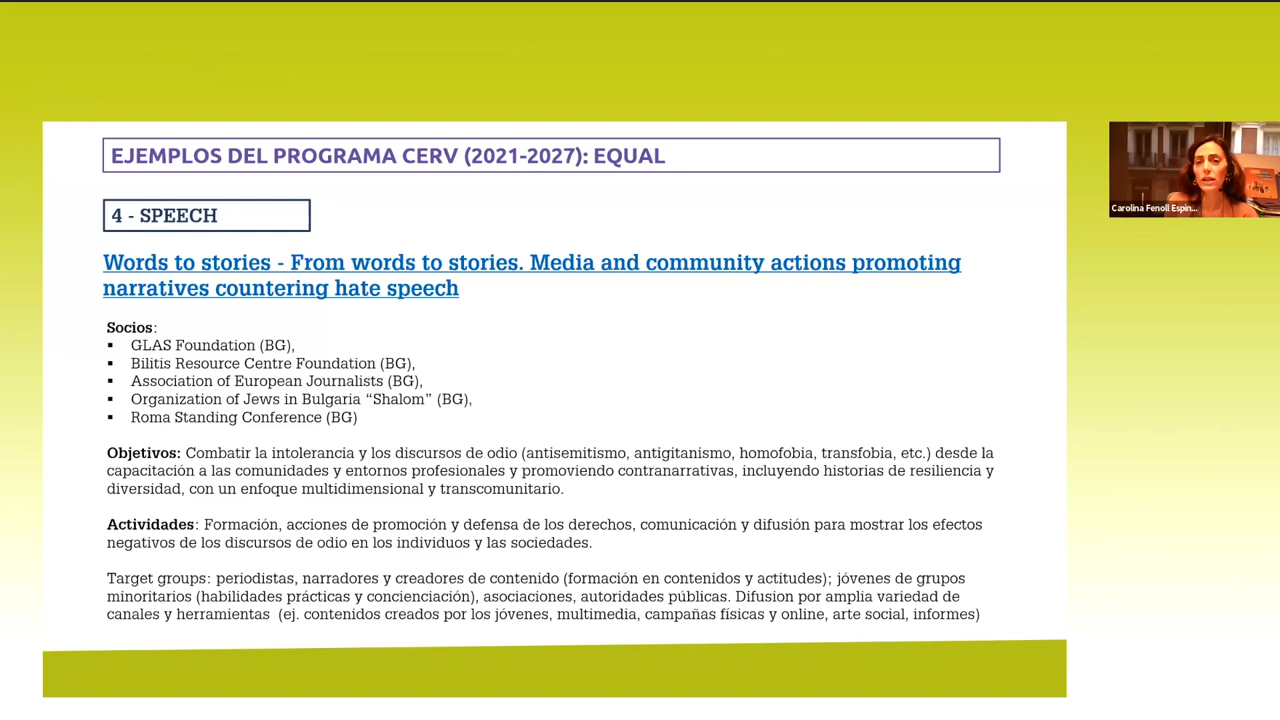 EJEMPLOS DEL PROGRAMA CERV (2021-2027): EQUAL
4 - SPEECH
Words to stories - From words to stories. Media and community actions promoting
narratives countering hate speech
Socios:
▪ GLAS Foundation (BG),
▪ Bilitis Resource Centre Foundation (BG),
▪ Association of European Journalists (BG),
▪ Organization of Jews in Bulgaria “Shalom” (BG),
▪ Roma Standing Conference (BG)
Objetivos: Combatir la intolerancia y los discursos de odio (antisemitismo, antigitanismo, homofobia, transfobia, etc.) desde la
capacitación a las comunidades y entornos profesionales y promoviendo contranarrativas, incluyendo historias de resiliencia y
diversidad, con un enfoque multidimensional y transcomunitario.
Actividades: Formación, acciones de promoción y defensa de los derechos, comunicación y difusión para mostrar los efectos
negativos de los discursos de odio en los individuos y las sociedades.
Target groups: periodistas, narradores y creadores de contenido (formación en contenidos y actitudes); jóvenes de grupos
minoritarios (habilidades prácticas y concienciación), asociaciones, autoridades públicas. Difusion por amplia variedad de
canales y herramientas (ej. contenidos creados por los jóvenes, multimedia, campañas físicas y online, arte social, informes)
Carolina Fenoll Espin...